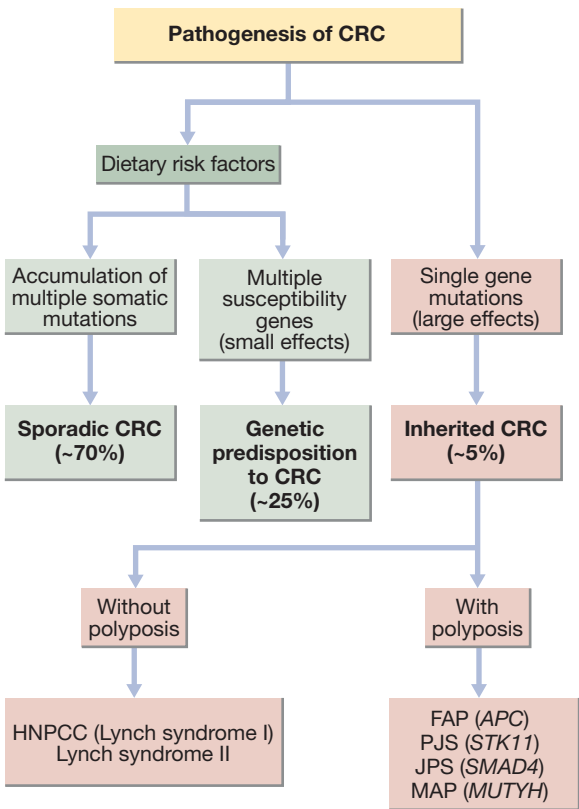 Pathogenesis of CRC
Dietary risk factors
Accumulation of
multiple somatic
mutations
Multiple
susceptibility
genes
(small effects)
Single gene
mutations
(large effects)
Sporadic CRC
(~70%)
Genetic
predisposition
to CRC
(~25%)
Inherited CRC
(~5%)
Without
polyposis
With
polyposis
HNPCC (Lynch syndrome I)
Lynch syndrome II
FAP (APC)
PJS (STK11)
JPS (SMAD4)
MAP (MUTYH)